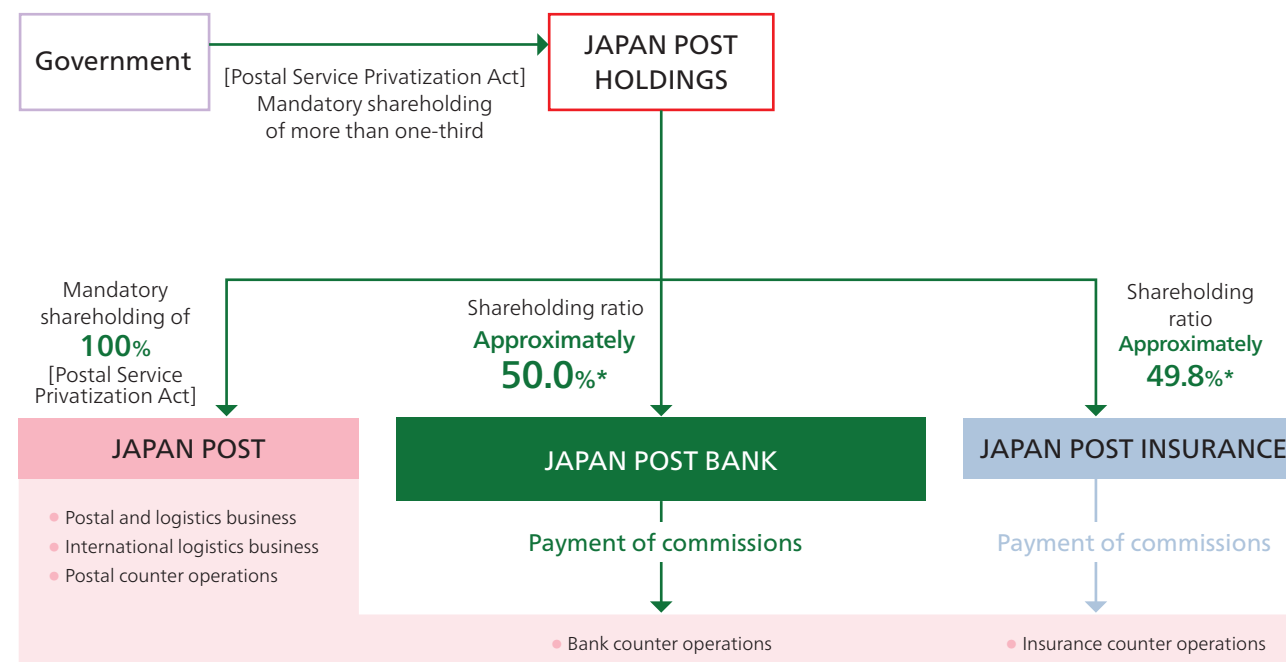 Government
[Postal Service Privatization Act]
Mandatory shareholding
of more than one-third
JAPAN POST
HOLDINGS
Mandatory
shareholding of
100%
[Postal Service
Privatization Act]
Shareholding ratio
Approximately
50.0%*
Shareholding
ratio
Approximately
49.8%*
JAPAN POST
• Postal and logistics business
• International logistics business
• Postal counter operations
JAPAN POST BANK
Payment of commissions
• Bank counter operations
JAPAN POST INSURANCE
Payment of commissions
• Insurance counter operations